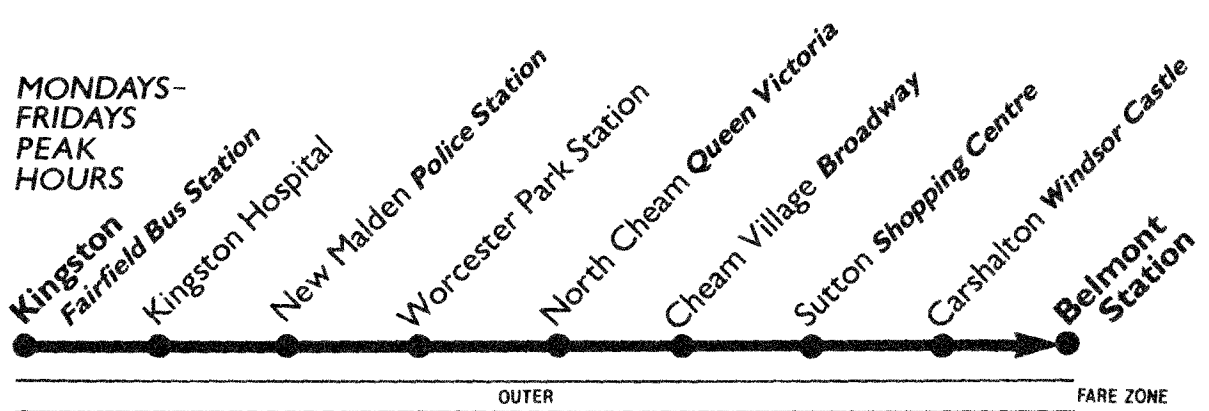 MONDAYS-
FRIDAYS
PEAK
HOURS
Kingston
Fairfield Bus Station
Kingston Hospital
New Malden Police Station
Worcester Park Station
North Cheam Queen Victoria
Cheam Village Broadway
Sutton Shopping Centre
Carshalton Windsor Castle
Belmont
Station
OUTER
FARE ZONE